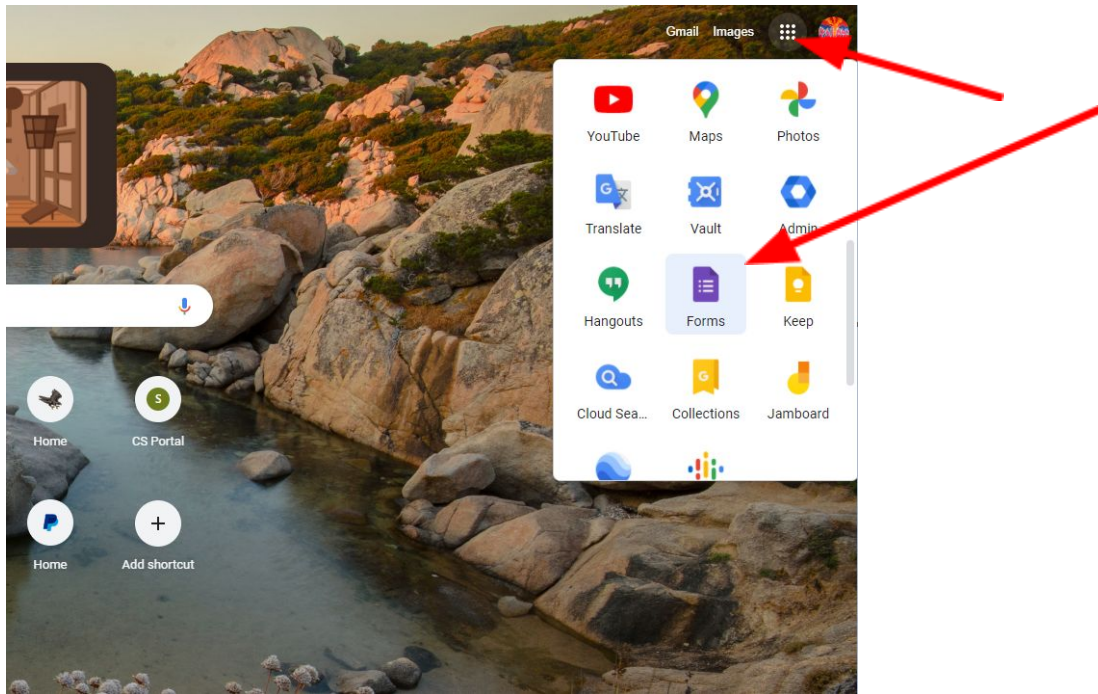 Gmail Images
YouTube Maps Photos
Translate Vault Admin
Hangouts Forms Keep
Cloud Sea... Collections Jamboard
S
Home CS Portal
Home Add shortcut